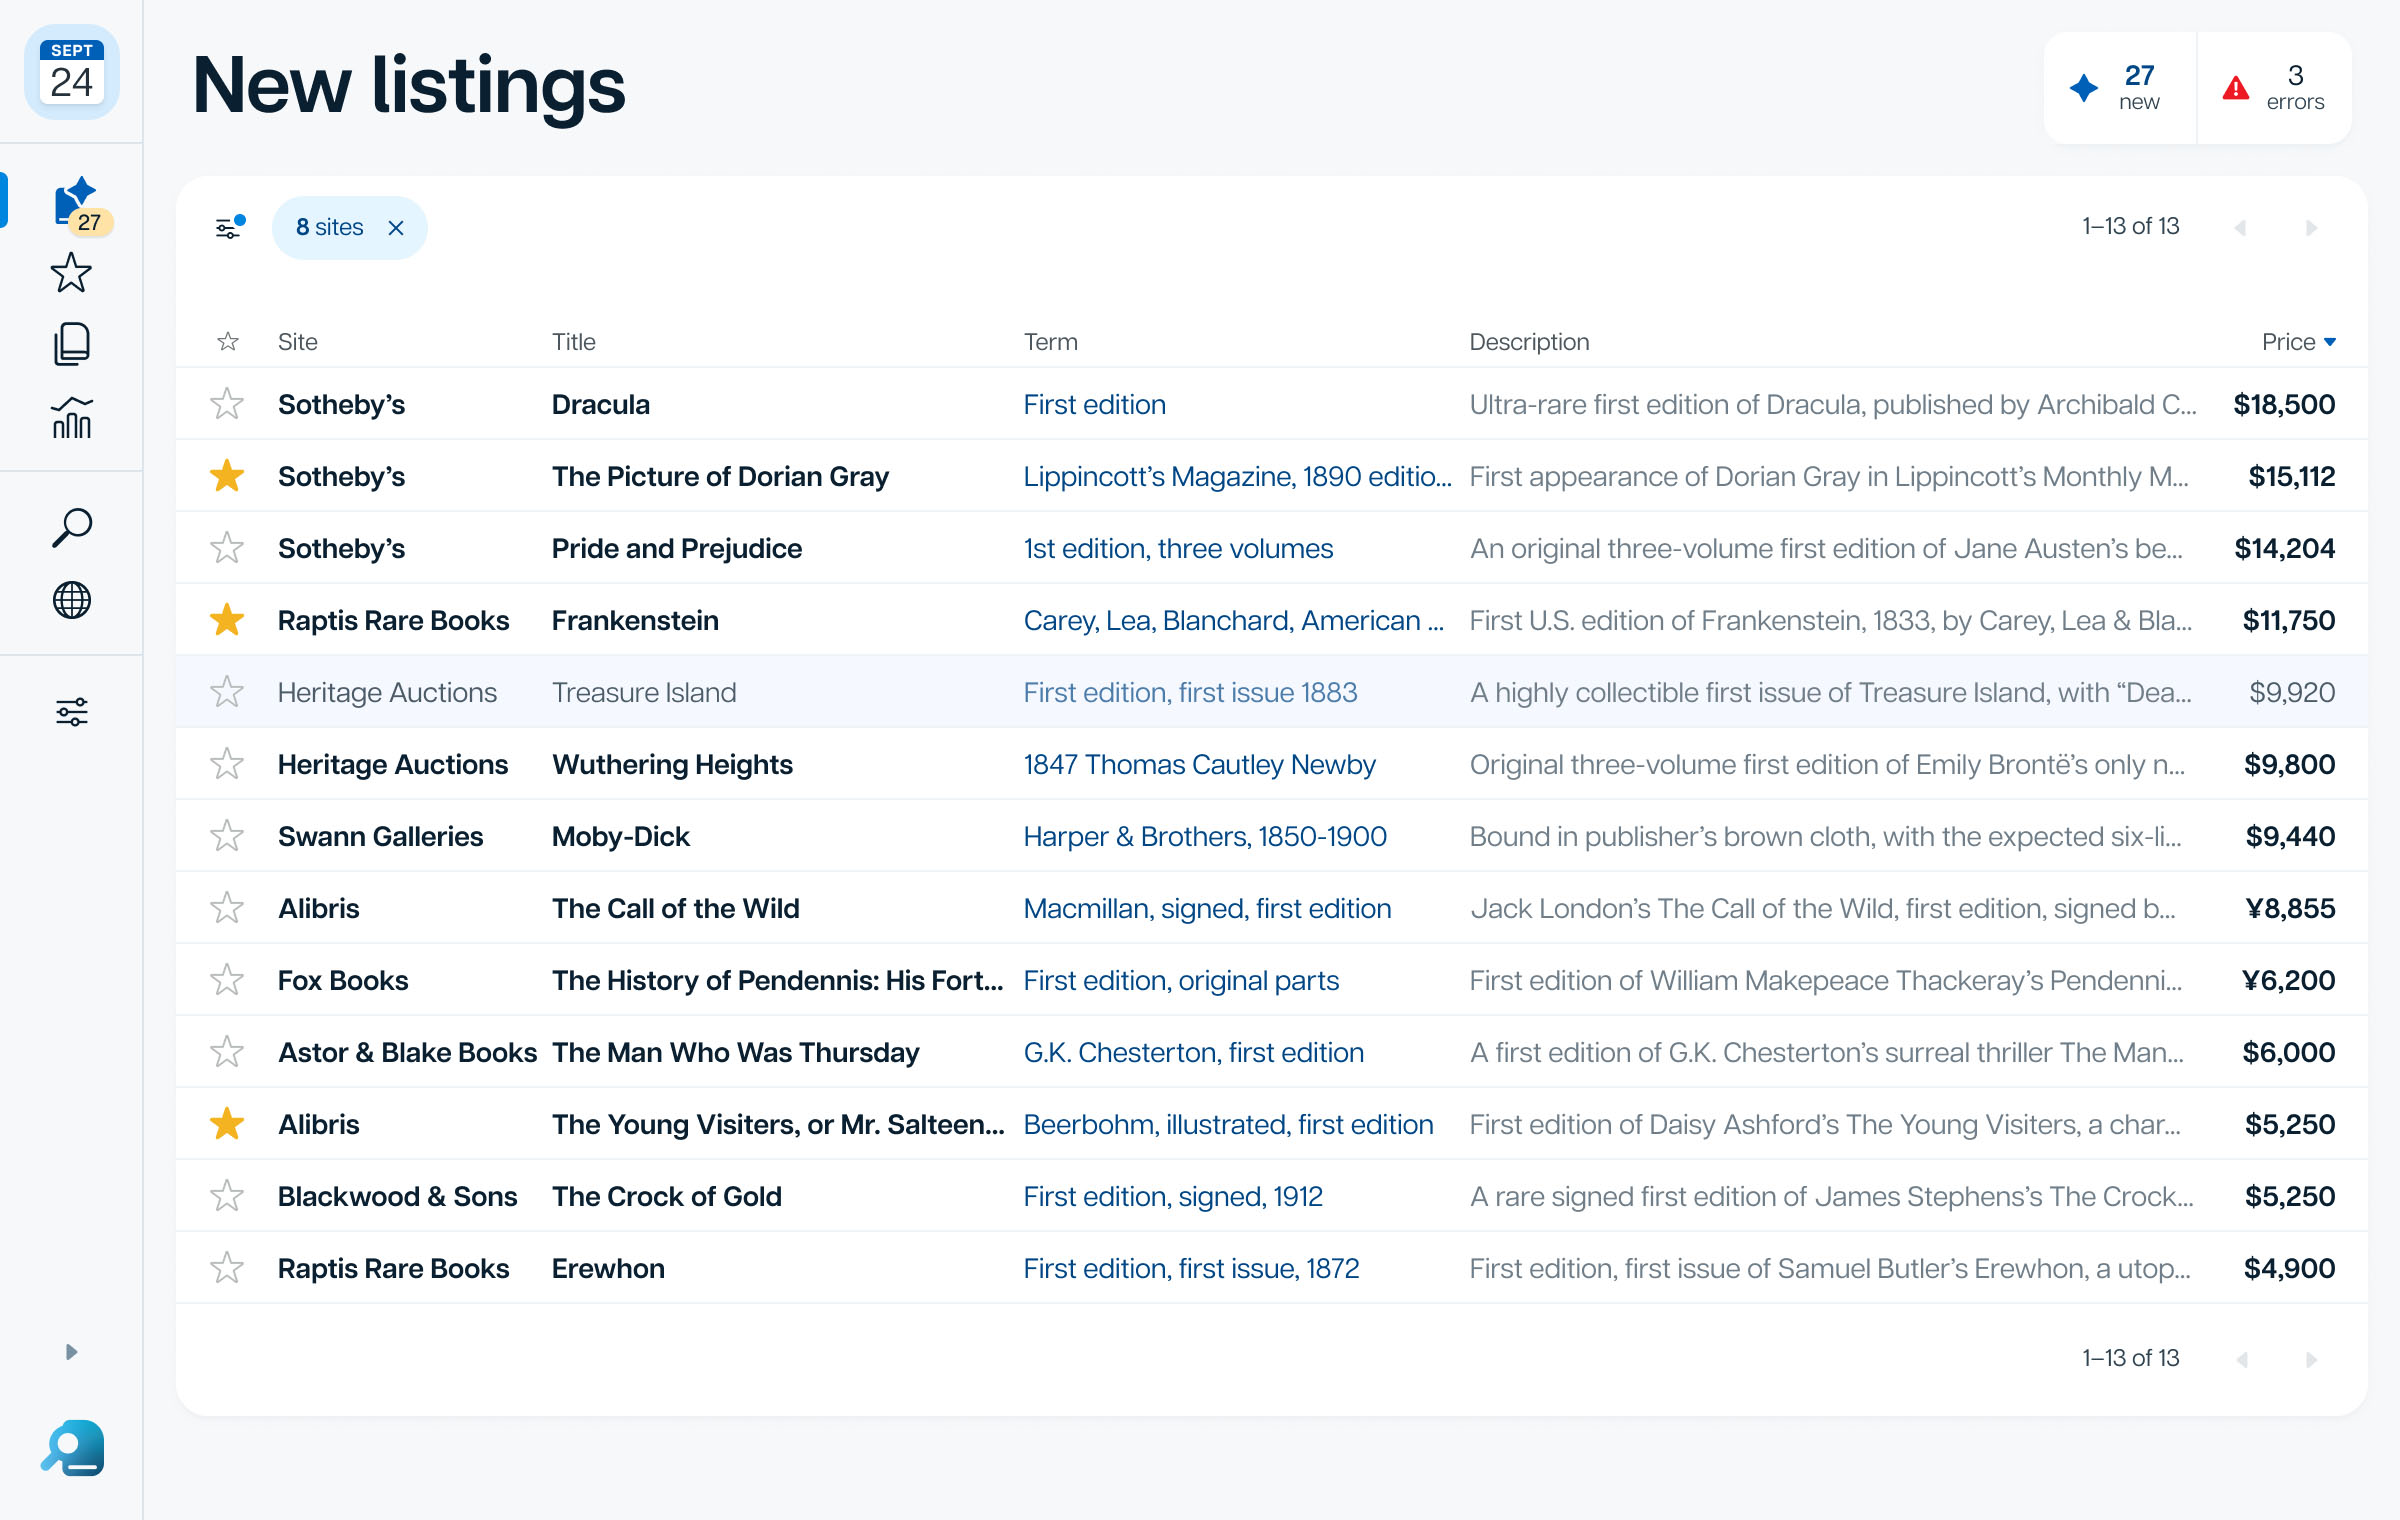 SEPT
24
New listings
27
new
3
errors
27
8 sites
1–13 of 13
Site Title Term Description Price
Sotheby’s Dracula First edition Ultra-rare first edition of Dracula, published by Archibald C... $18,500
Sotheby’s The Picture of Dorian Gray Lippincott’s Magazine, 1890 editio... First appearance of Dorian Gray in Lippincott’s Monthly M... $15,112
Sotheby’s Pride and Prejudice 1st edition, three volumes An original three-volume first edition of Jane Austen’s be... $14,204
Raptis Rare Books Frankenstein Carey, Lea, Blanchard, American ... First U.S. edition of Frankenstein, 1833, by Carey, Lea & Bla... $11,750
Heritage Auctions Treasure Island First edition, first issue 1883 A highly collectible first issue of Treasure Island, with “Dea... $9,920
Heritage Auctions Wuthering Heights 1847 Thomas Cautley Newby Original three-volume first edition of Emily Brontë’s only n... $9,800
Swann Galleries Moby-Dick Harper & Brothers, 1850-1900 Bound in publisher’s brown cloth, with the expected six-li... $9,440
Alibris The Call of the Wild Macmillan, signed, first edition Jack London’s The Call of the Wild, first edition, signed b... ¥8,855
Fox Books The History of Pendennis: His Fort... First edition, original parts First edition of William Makepeace Thackeray’s Pendenni... ¥6,200
Astor & Blake Books The Man Who Was Thursday G.K. Chesterton, first edition A first edition of G.K. Chesterton’s surreal thriller The Man... $6,000
Alibris The Young Visiters, or Mr. Salteen... Beerbohm, illustrated, first edition First edition of Daisy Ashford’s The Young Visiters, a char... $5,250
Blackwood & Sons The Crock of Gold First edition, signed, 1912 A rare signed first edition of James Stephens’s The Crock... $5,250
Raptis Rare Books Erewhon First edition, first issue, 1872 First edition, first issue of Samuel Butler’s Erewhon, a utop... $4,900
1–13 of 13